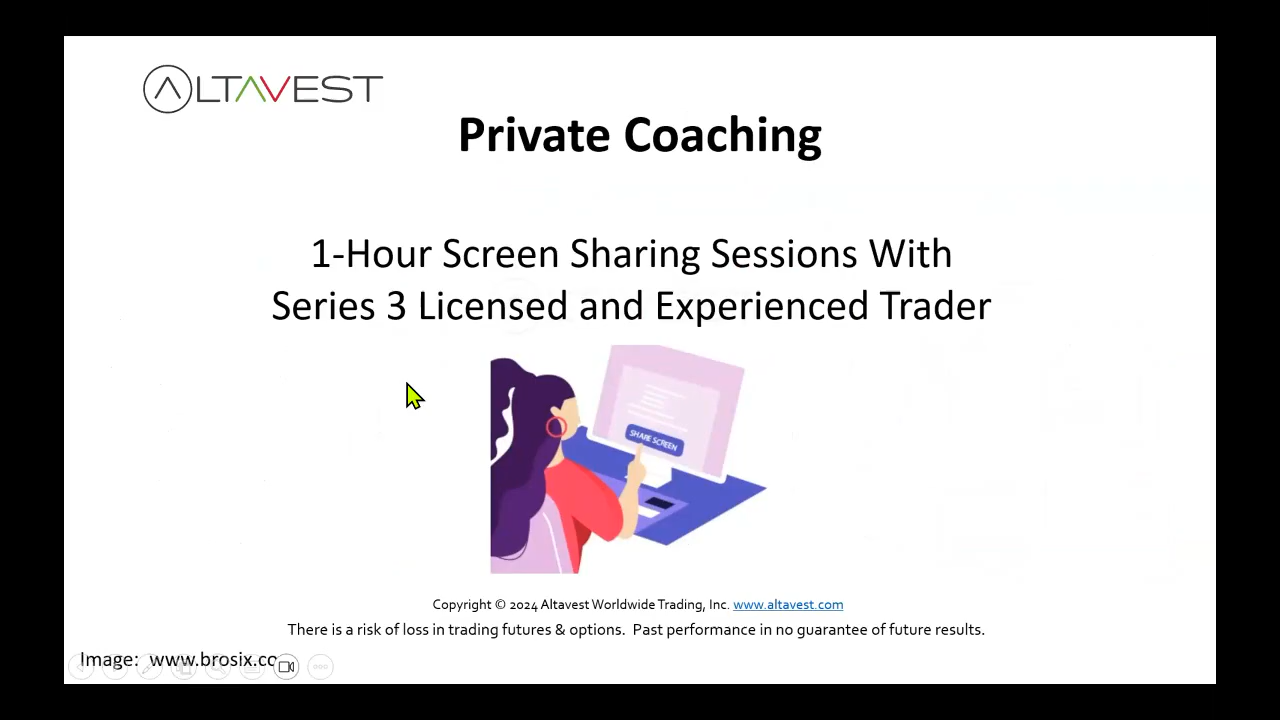 ALTAVEST
Private Coaching
1-Hour Screen Sharing Sessions With
Series 3 Licensed and Experienced Trader
SHARE SCREEN
Copyright © 2024 Altavest Worldwide Trading, Inc. www.altavest.com
There is a risk of loss in trading futures & options. Past performance in no guarantee of future results.
Image: www.brosix.co